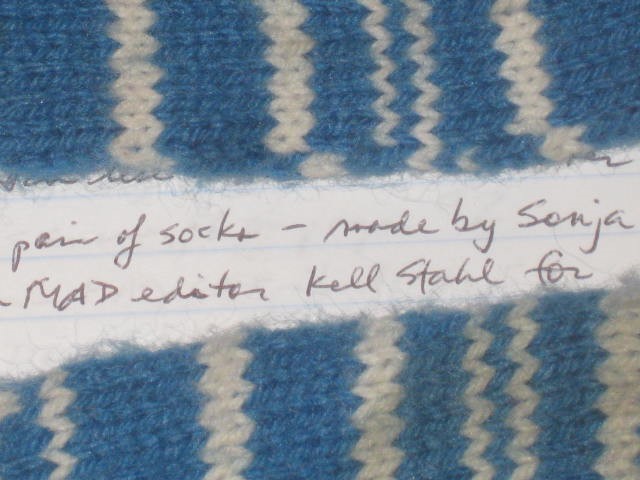 pair of socks – made by Sonja
MAD editor Kell Stahl for